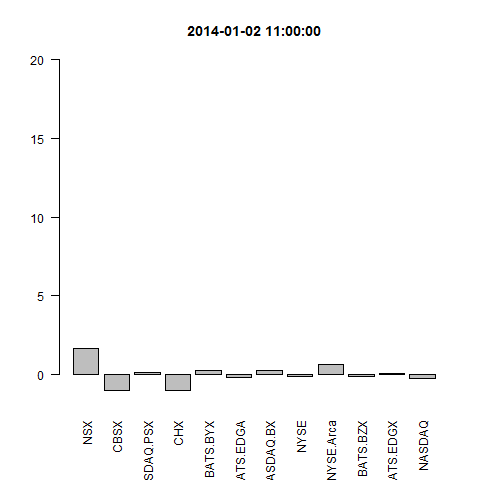 2014-01-02 11:00:00
20
15
10
5
0
NSX
CBSX
SDAQ.PSX
CHX
BATS.BYX
ATS.EDGA
ASDAQ.BX
NYSE
NYSE.Arca
BATS.BZX
ATS.EDGX
NASDAQ